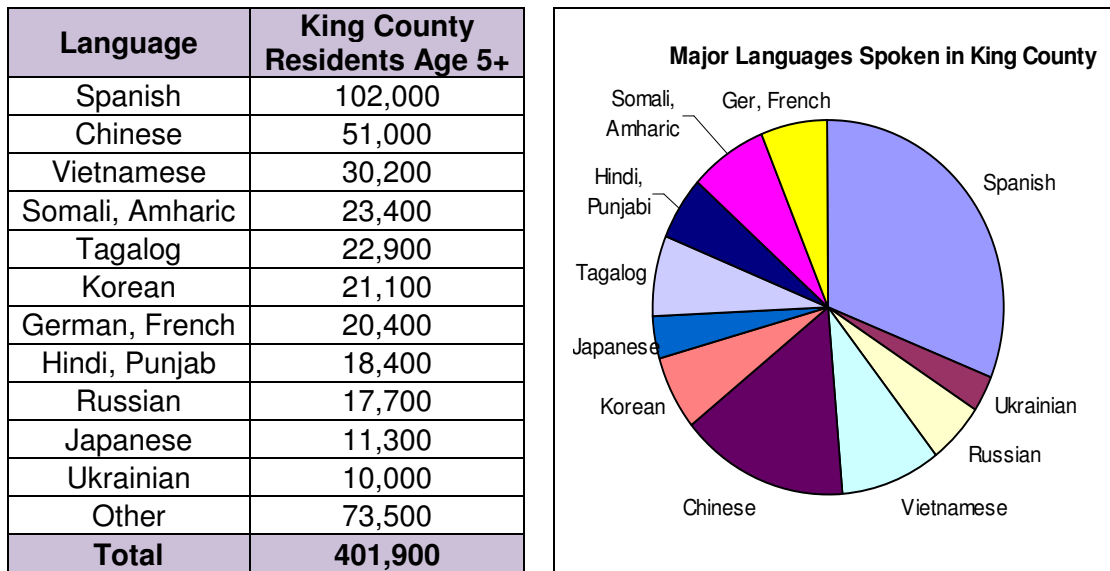 Language King County
Residents Age 5+
Spanish 102,000
Chinese 51,000
Vietnamese 30,200
Somali, Amharic 23,400
Tagalog 22,900
Korean 21,100
German, French 20,400
Hindi, Punjab 18,400
Russian 17,700
Japanese 11,300
Ukrainian 10,000
Other 73,500
Total 401,900
Major Languages Spoken in King County
Somali,
Amharic
Ger, French
Hindi,
Punjabi
Spanish
Tagalog
Japanese
Korean
Ukrainian
Russian
Chinese
Vietnamese